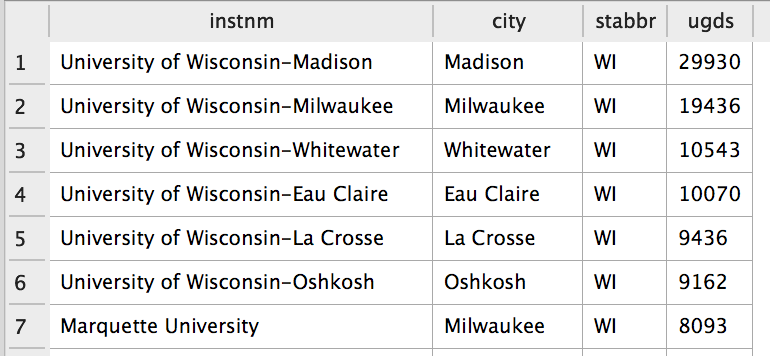 instnm city stabbr ugds
1 University of Wisconsin–Madison Madison WI 29930
2 University of Wisconsin–Milwaukee Milwaukee WI 19436
3 University of Wisconsin–Whitewater Whitewater WI 10543
4 University of Wisconsin–Eau Claire Eau Claire WI 10070
5 University of Wisconsin–La Crosse La Crosse WI 9436
6 University of Wisconsin–Oshkosh Oshkosh WI 9162
7 Marquette University Milwaukee WI 8093